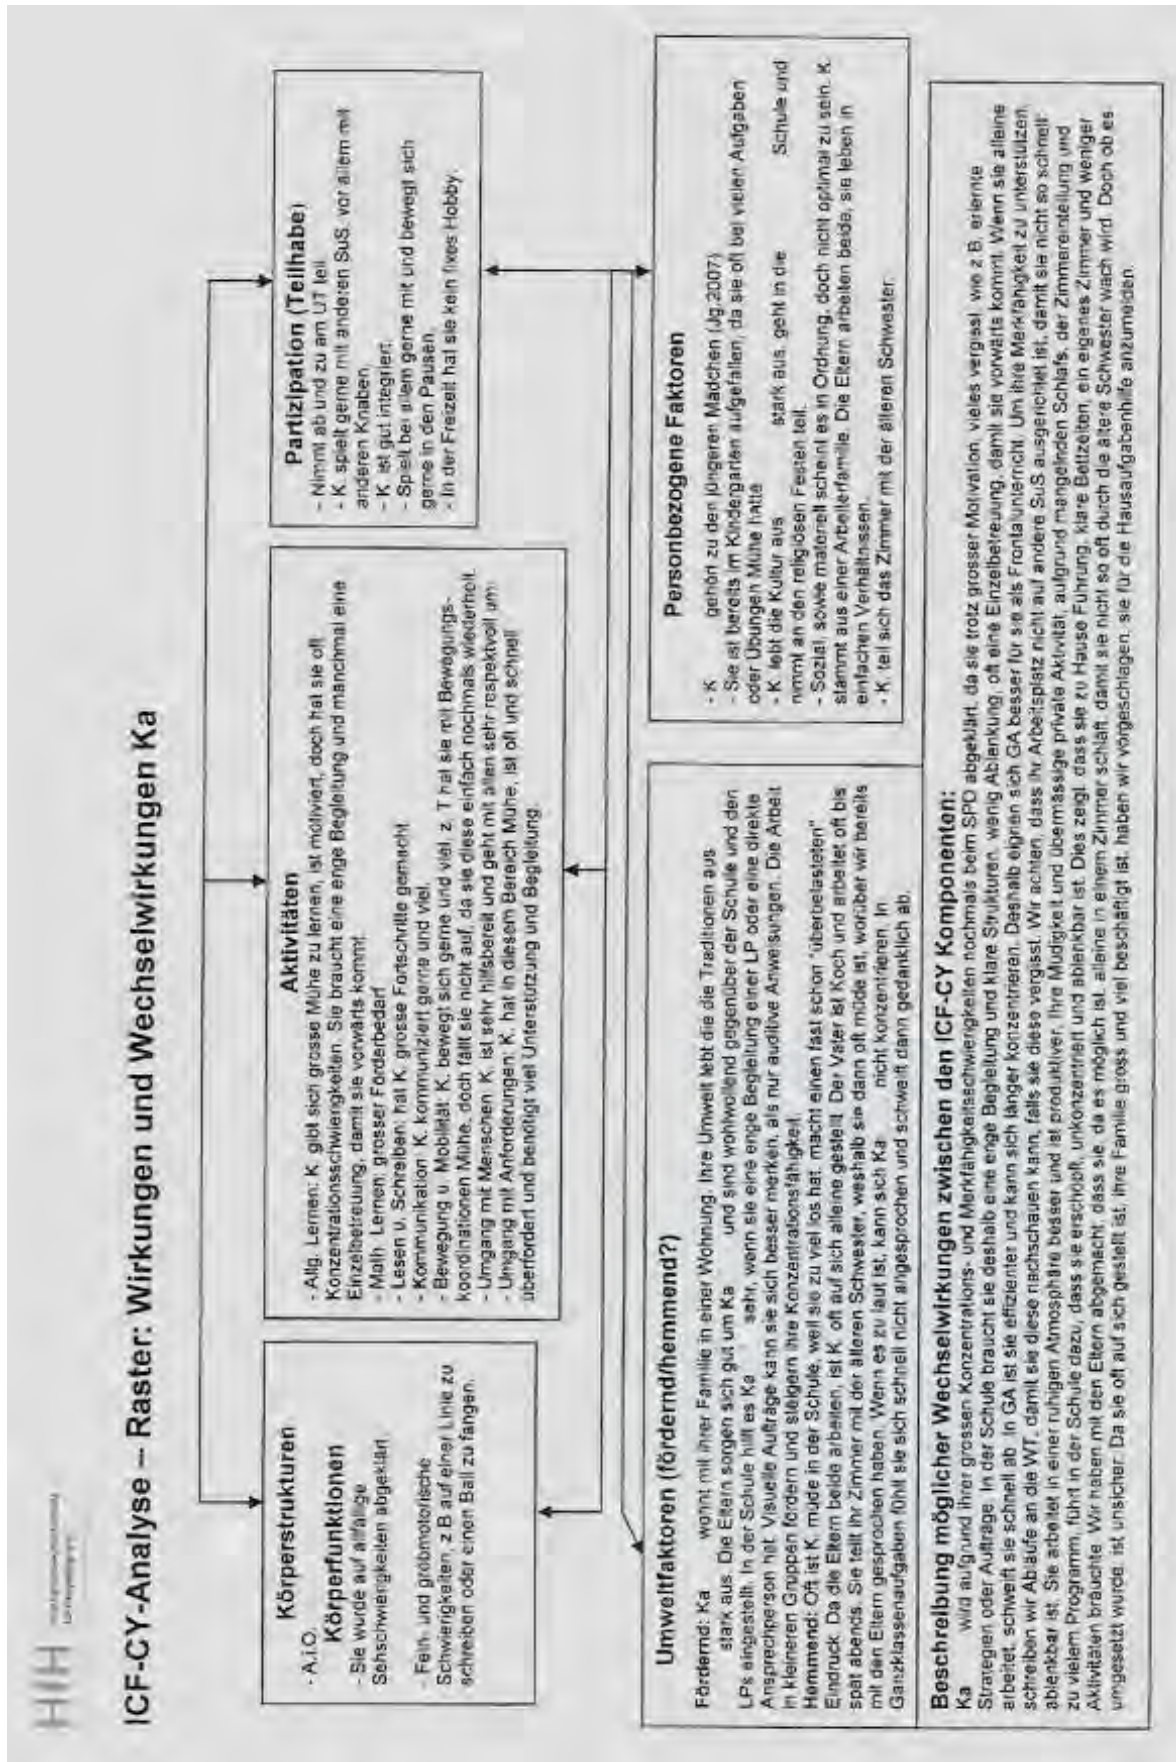 ICF-CY-Analyse – Raster: Wirkungen und Wechselwirkungen Ka
Körperstrukturen
- A.i.O.
Körperfunktionen
- Sie wurde auf allfällige
Sehschwierigkeiten abgeklärt.
- Fein- und grobmotorische
Schwierigkeiten, z.B auf einer Linie zu
schreiben oder einen Ball zu fangen.
Aktivitäten
- Allg. Lernen: K. gibt sich grosse Mühe zu lernen, ist motiviert, doch hat sie oft
Konzentrationsschwierigkeiten. Sie braucht eine enge Begleitung und manchmal eine
Einzelbetreuung, damit sie vorwärts kommt.
- Math. Lernen: grosser Förderbedarf
- Lesen u. Schreiben: hat K. grosse Fortschritte gemacht.
- Kommunikation: K. kommuniziert gerne und viel.
- Bewegung u. Mobilität: K. bewegt sich gerne und viel, z. T hat sie mit Bewegungs-
koordinationen Mühe, doch fällt sie nicht auf, da sie diese einfach nochmals wiederholt.
- Umgang mit Menschen: K. ist sehr hilfsbereit und geht mit allen sehr respektvoll um.
- Umgang mit Anforderungen: K. hat in diesem Bereich Mühe, ist oft und schnell
überfordert und benötigt viel Unterstützung und Begleitung.
Partizipation (Teilhabe)
- Nimmt ab und zu am UT teil.
- K. spielt gerne mit anderen SuS, vor allem mit
anderen Knaben.
- K. ist gut integriert.
- Spielt bei allem gerne mit und bewegt sich
gerne in den Pausen.
- In der Freizeit hat sie kein fixes Hobby.
Umweltfaktoren (fördernd/hemmend?)
Fördernd: Ka wohnt mit ihrer Familie in einer Wohnung. Ihre Umwelt lebt die die Traditionen aus
stark aus. Die Eltern sorgen sich gut um Ka und sind wohlwollend gegenüber der Schule und den
LPs eingestellt. In der Schule hilft es Ka sehr, wenn sie eine enge Begleitung einer LP oder eine direkte
Ansprechperson hat. Visuelle Aufträge kann sie sich besser merken, als nur auditive Anweisungen. Die Arbeit
in kleineren Gruppen fördern und steigern ihre Konzentrationsfähigkeit.
Hemmend: Oft ist K. müde in der Schule, weil sie zu viel los hat, macht einen fast schon "überbelasteten"
Eindruck. Da die Eltern beide arbeiten, ist K. oft auf sich alleine gestellt. Der Vater ist Koch und arbeitet oft bis
spät abends. Sie teilt ihr Zimmer mit der älteren Schwester, weshalb sie dann oft müde ist, worüber wir bereits
mit den Eltern gesprochen haben. Wenn es zu laut ist, kann sich Ka nicht konzentrieren. In
Ganzklassenaufgaben fühlt sie sich schnell nicht angesprochen und schweift dann gedanklich ab.
Personbezogene Faktoren
- K gehört zu den jüngeren Mädchen (Jg.2007)
- Sie ist bereits im Kindergarten aufgefallen, da sie oft bei vielen Aufgaben
oder Übungen Mühe hatte
- K. lebt die Kultur aus stark aus, geht in die Schule und
nimmt an den religiösen Festen teil.
- Sozial, sowie materiell scheint es in Ordnung, doch nicht optimal zu sein. K.
stammt aus einer Arbeiterfamilie. Die Eltern arbeiten beide, sie leben in
einfachen Verhältnissen.
- K. teil sich das Zimmer mit der älteren Schwester.
Beschreibung möglicher Wechselwirkungen zwischen den ICF-CY Komponenten:
Ka wird aufgrund ihrer grossen Konzentrations- und Merkfähigkeitsschwierigkeiten nochmals beim SPD abgeklärt, da sie trotz grosser Motivation, vieles vergisst, wie z.B. erlernte
Strategien oder Aufträge. In der Schule braucht sie deshalb eine enge Begleitung und klare Strukturen, wenig Ablenkung, oft eine Einzelbetreuung, damit sie vorwärts kommt. Wenn sie alleine
arbeitet, schweift sie schnell ab. In GA ist sie effizienter und kann sich länger konzentrieren. Deshalb eignen sich GA besser für sie als Frontalunterricht. Um ihre Merkfähigkeit zu unterstützen,
schreiben wir Abläufe an die WT, damit sie diese nachschauen kann, falls sie diese vergisst. Wir achten, dass ihr Arbeitsplatz nicht auf andere SuS ausgerichtet ist, damit sie nicht so schnell
ablenkbar ist. Sie arbeitet in einer ruhigen Atmosphäre besser und ist produktiver. Ihre Müdigkeit und übermässige private Aktivität, aufgrund mangelnden Schlafs, der Zimmereinteilung und
zu vielem Programm, führt in der Schule dazu, dass sie erschöpft, unkonzentriert und ablenkbar ist. Dies zeigt, dass sie zu Hause Führung, klare Bettzeiten, ein eigenes Zimmer und weniger
Aktivitäten bräuchte. Wir haben mit den Eltern abgemacht, dass sie, da es möglich ist, alleine in einem Zimmer schläft, damit sie nicht so oft durch die ältere Schwester wach wird. Doch ob es
umgesetzt wurde, ist unsicher. Da sie oft auf sich gestellt ist, ihre Familie gross und viel beschäftigt ist, haben wir vorgeschlagen, sie für die Hausaufgabenhilfe anzumelden.